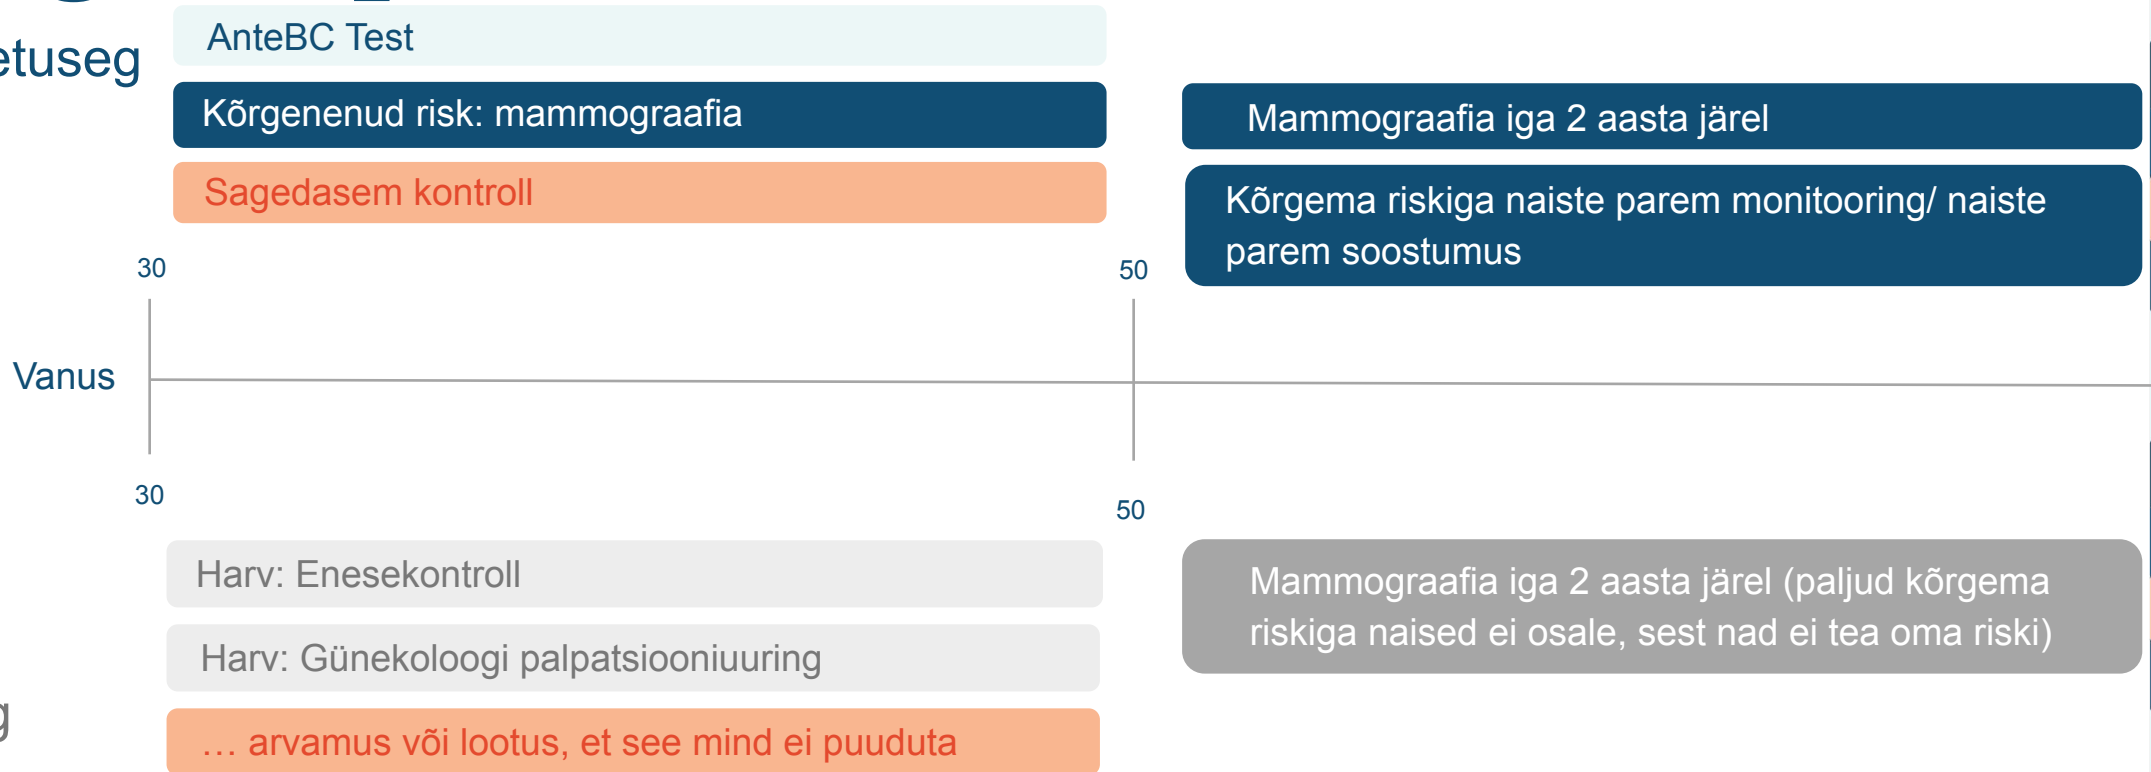 AnteBC Test
Kõrgenenud risk: mammograafia
Sagedasem kontroll
Mammograafia iga 2 aasta järel
Kõrgema riskiga naiste parem monitooring/ naiste
parem soostumus
30
50
Vanus
30
50
Harv: Enesekontroll
Harv: Günekoloogi palpatsiooniuuring
… arvamus või lootus, et see mind ei puuduta
Mammograafia iga 2 aasta järel (paljud kõrgema
riskiga naised ei osale, sest nad ei tea oma riski)